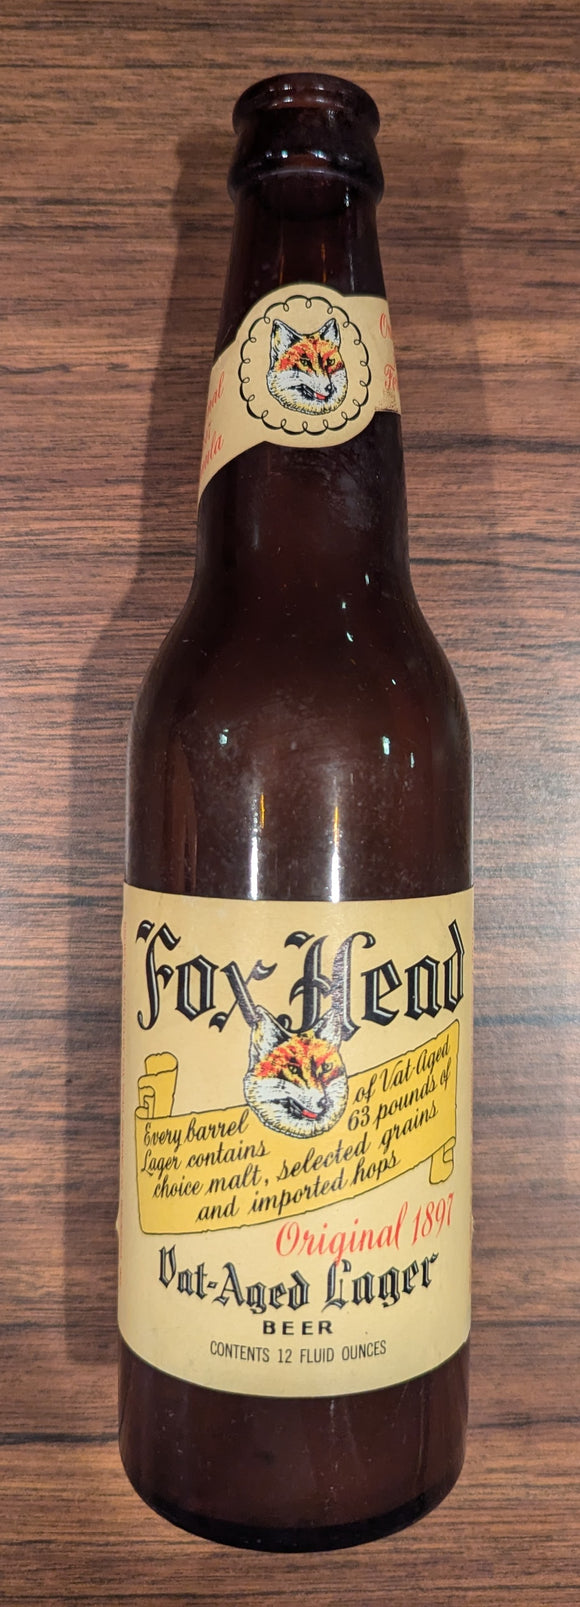 Fox Head
Every barrel of Vat-Aged
Lager contains 63 pounds of
choice malt, selected grains
and imported hops
Original 1897
Vat-Aged Lager
BEER
CONTENTS 12 FLUID OUNCES